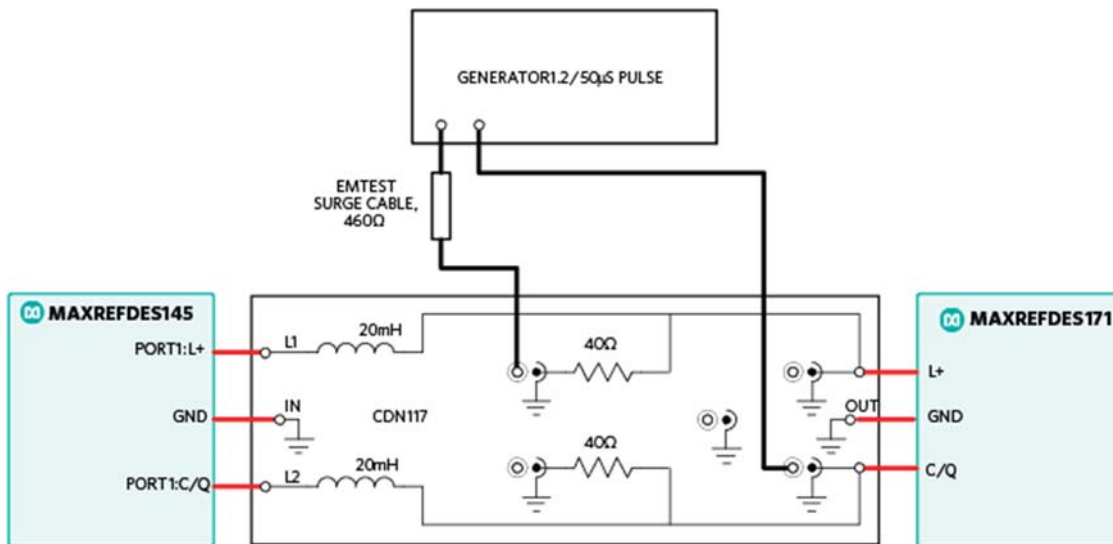 GENERATOR1.2/50µS PULSE
EMTEST
SURGE CABLE,
460Ω
MAXREFDES145
PORT1:L+
GND
PORT1:C/Q
L1
20mH
IN
CDN117
L2
20mH
40Ω
40Ω
OUT
MAXREFDES171
L+
GND
C/Q